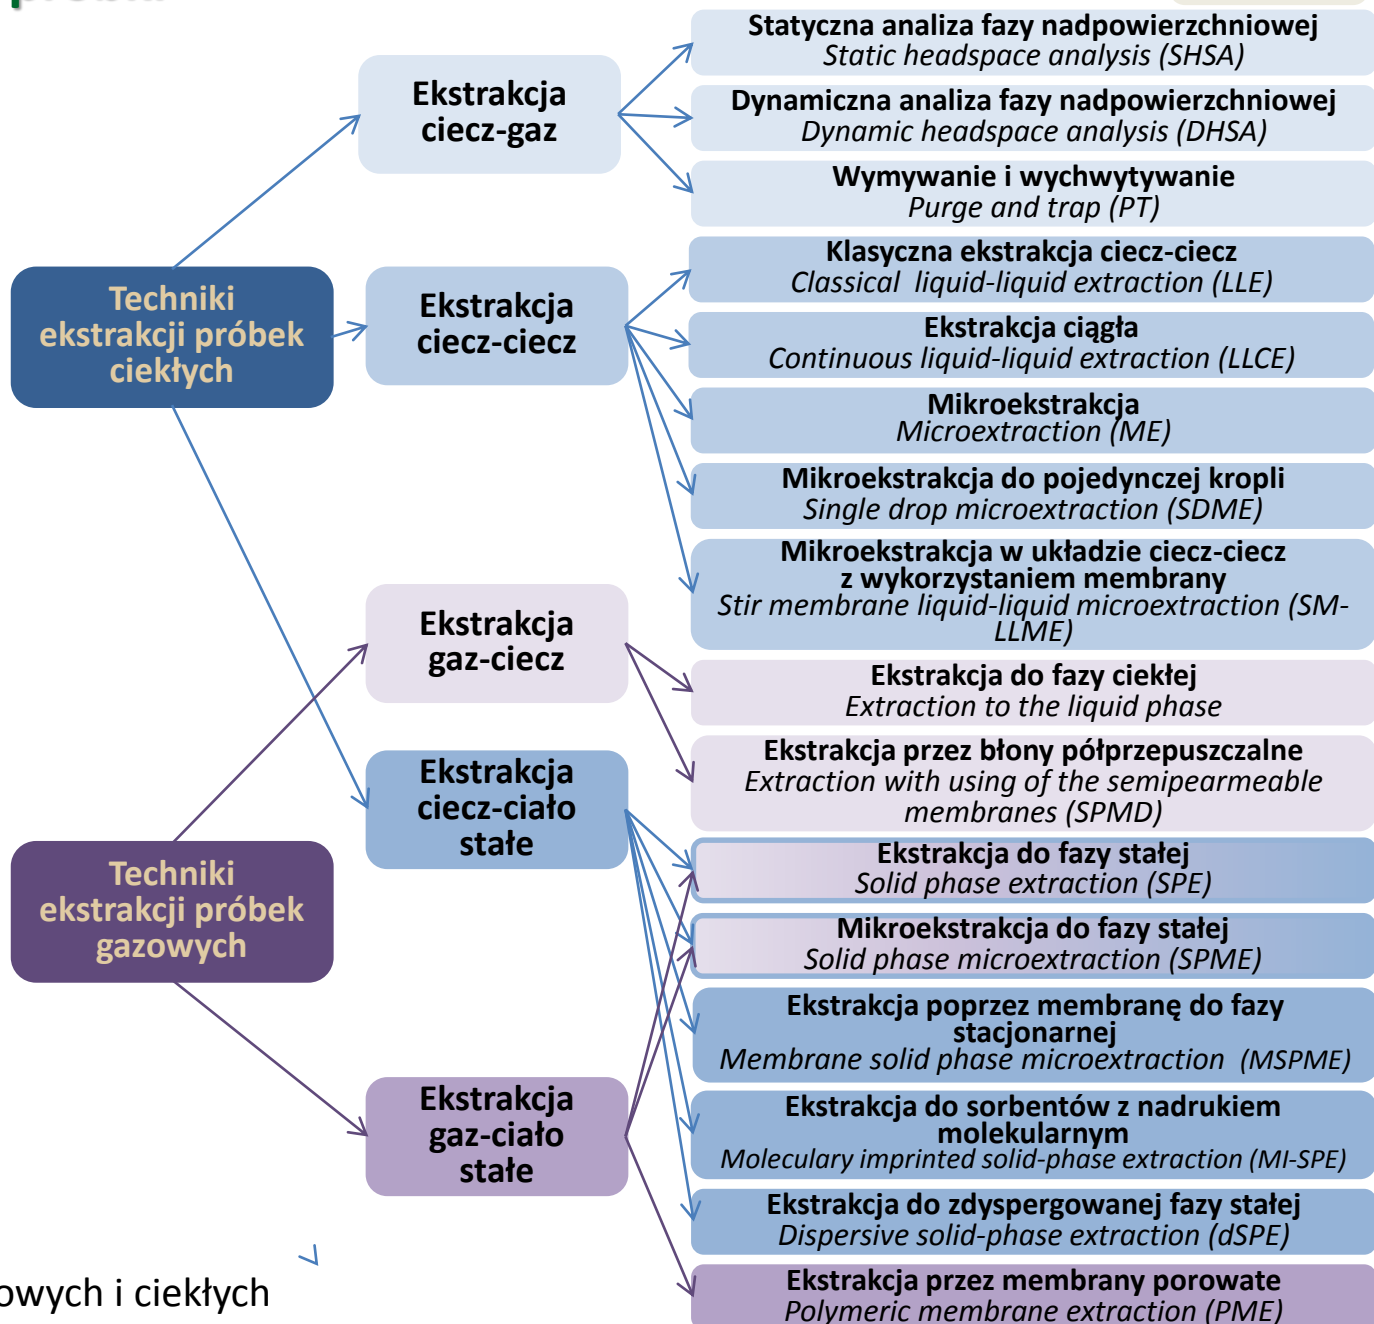 próbki
Statyczna analiza fazy nadpowierzchniowej
Static headspace analysis (SHSA)
Ekstrakcja
ciecz-gaz
Dynamiczna analiza fazy nadpowierzchniowej
Dynamic headspace analysis (DHSA)
Wymywanie i wychwytywanie
Purge and trap (PT)
Techniki
ekstrakcji próbek
ciekłych
Ekstrakcja
ciecz-ciecz
Klasyczna ekstrakcja ciecz-ciecz
Classical liquid-liquid extraction (LLE)
Ekstrakcja ciągła
Continuous liquid-liquid extraction (LLCE)
Mikroekstrakcja
Microextraction (ME)
Mikroekstrakcja do pojedynczej kropli
Single drop microextraction (SDME)
Mikroekstrakcja w układzie ciecz-ciecz
z wykorzystaniem membrany
Stir membrane liquid-liquid microextraction (SM-
LLME)
Ekstrakcja
gaz-ciecz
Ekstrakcja do fazy ciekłej
Extraction to the liquid phase
Ekstrakcja przez błony półprzepuszczalne
Extraction with using of the semipearmeable
membranes (SPMD)
Ekstrakcja
ciecz-ciało
stałe
Techniki
ekstrakcji próbek
gazowych
Ekstrakcja do fazy stałej
Solid phase extraction (SPE)
Mikroekstrakcja do fazy stałej
Solid phase microextraction (SPME)
Ekstrakcja poprzez membranę do fazy
stacjonarnej
Membrane solid phase microextraction (MSPME)
Ekstrakcja
gaz-ciało
stałe
Ekstrakcja do sorbentów z nadrukiem
molekularnym
Moleculary imprinted solid-phase extraction (MI-SPE)
Ekstrakcja do zdyspergowanej fazy stałej
Dispersive solid-phase extraction (dSPE)
Ekstrakcja przez membrany porowate
Polymeric membrane extraction (PME)
owych i ciekłych